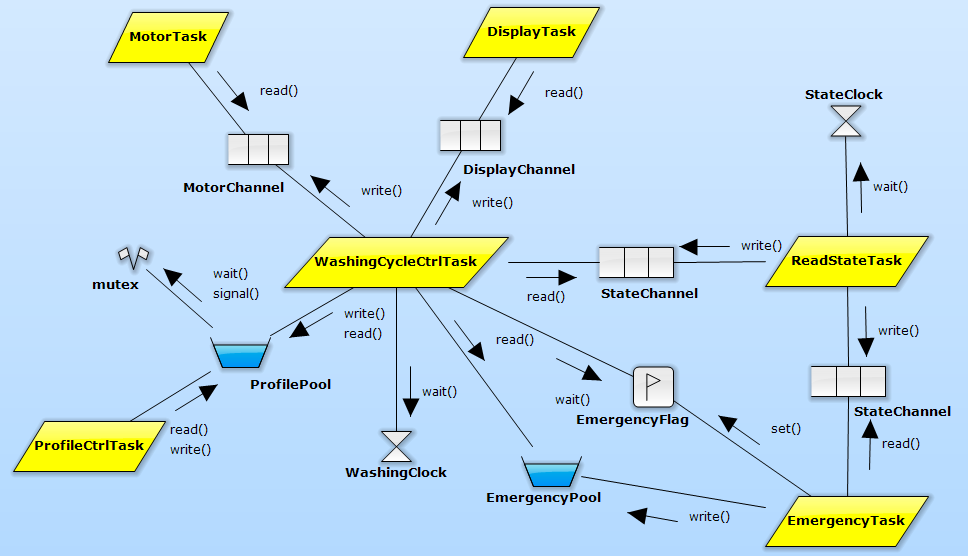 MotorTask
DisplayTask
read()
read()
StateClock
MotorChannel
DisplayChannel
write()
write()
wait()
mutex
wait()
signal()
WashingCycleCtrlTask
write()
ReadStateTask
read()
StateChannel
write()
read()
ProfilePool
read()
write()
wait()
wait()
EmergencyFlag
StateChannel
ProfileCtrlTask
read()
write()
set()
read()
WashingClock
EmergencyPool
write()
EmergencyTask